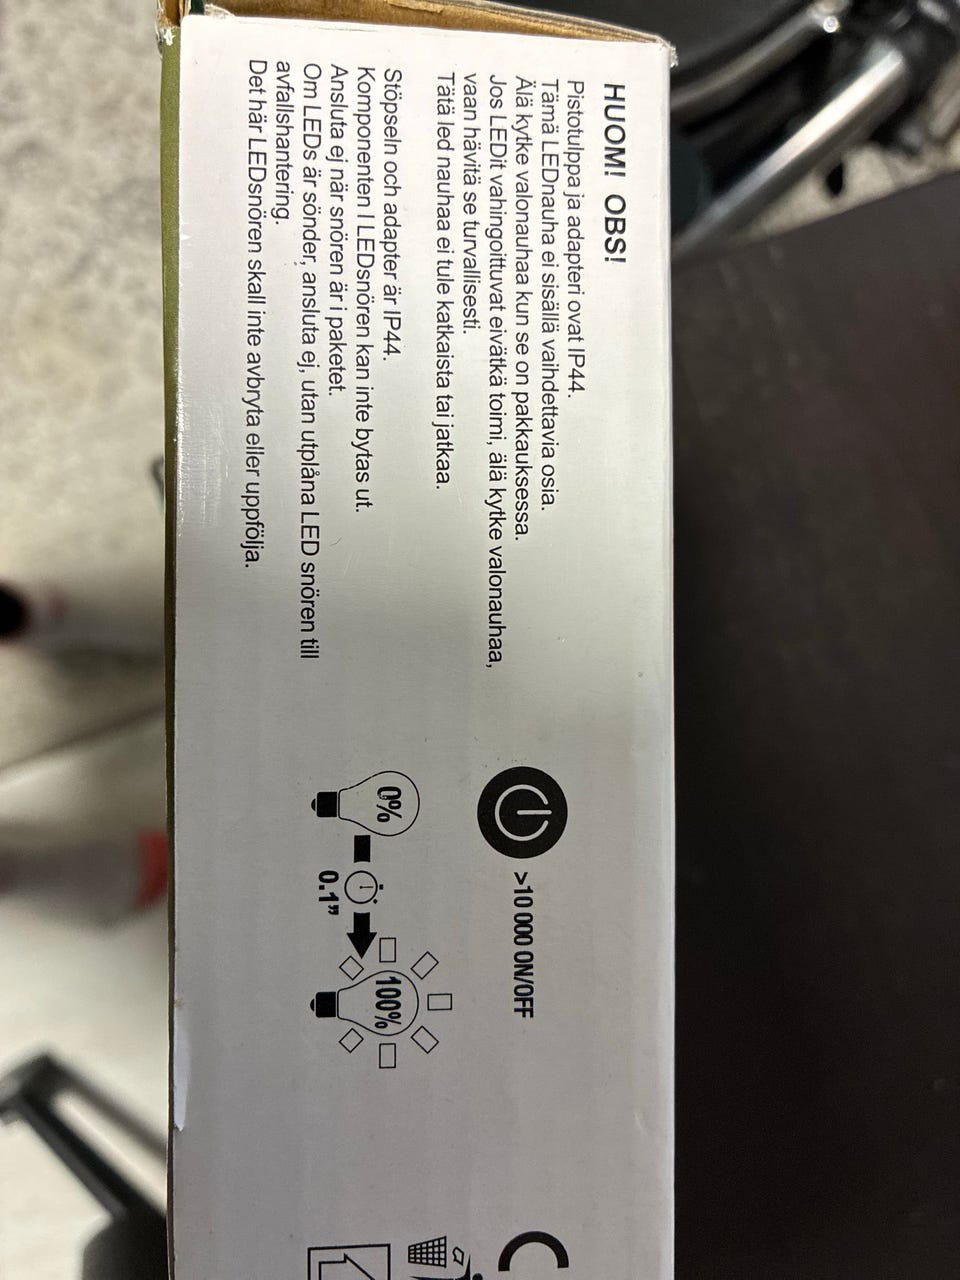 HUOM! OBS!
Pistotulppa ja adapteri ovat IP44.
Tämä LEDnauha ei sisällä vaihdettavia osia.
Älä kytke valonauhaa kun se on pakkauksessa.
Jos LEDit vahingoittuvat eivätkä toimi, älä kytke valonauhaa,
vaan hävitä se turvallisesti.
Tätä led nauhaa ei tule katkaista tai jatkaa.
Stöpseln och adapter är IP44.
Komponenten I LEDsnören kan inte bytas ut.
Ansluta ej när snören är i paketet.
Om LEDs är sönder, ansluta ej, utan utplåna LED snören till
avfallshantering.
Det här LEDsnören skall inte avbryta eller uppfölja.
>10 000 ON/OFF
0%
0.1”
100%